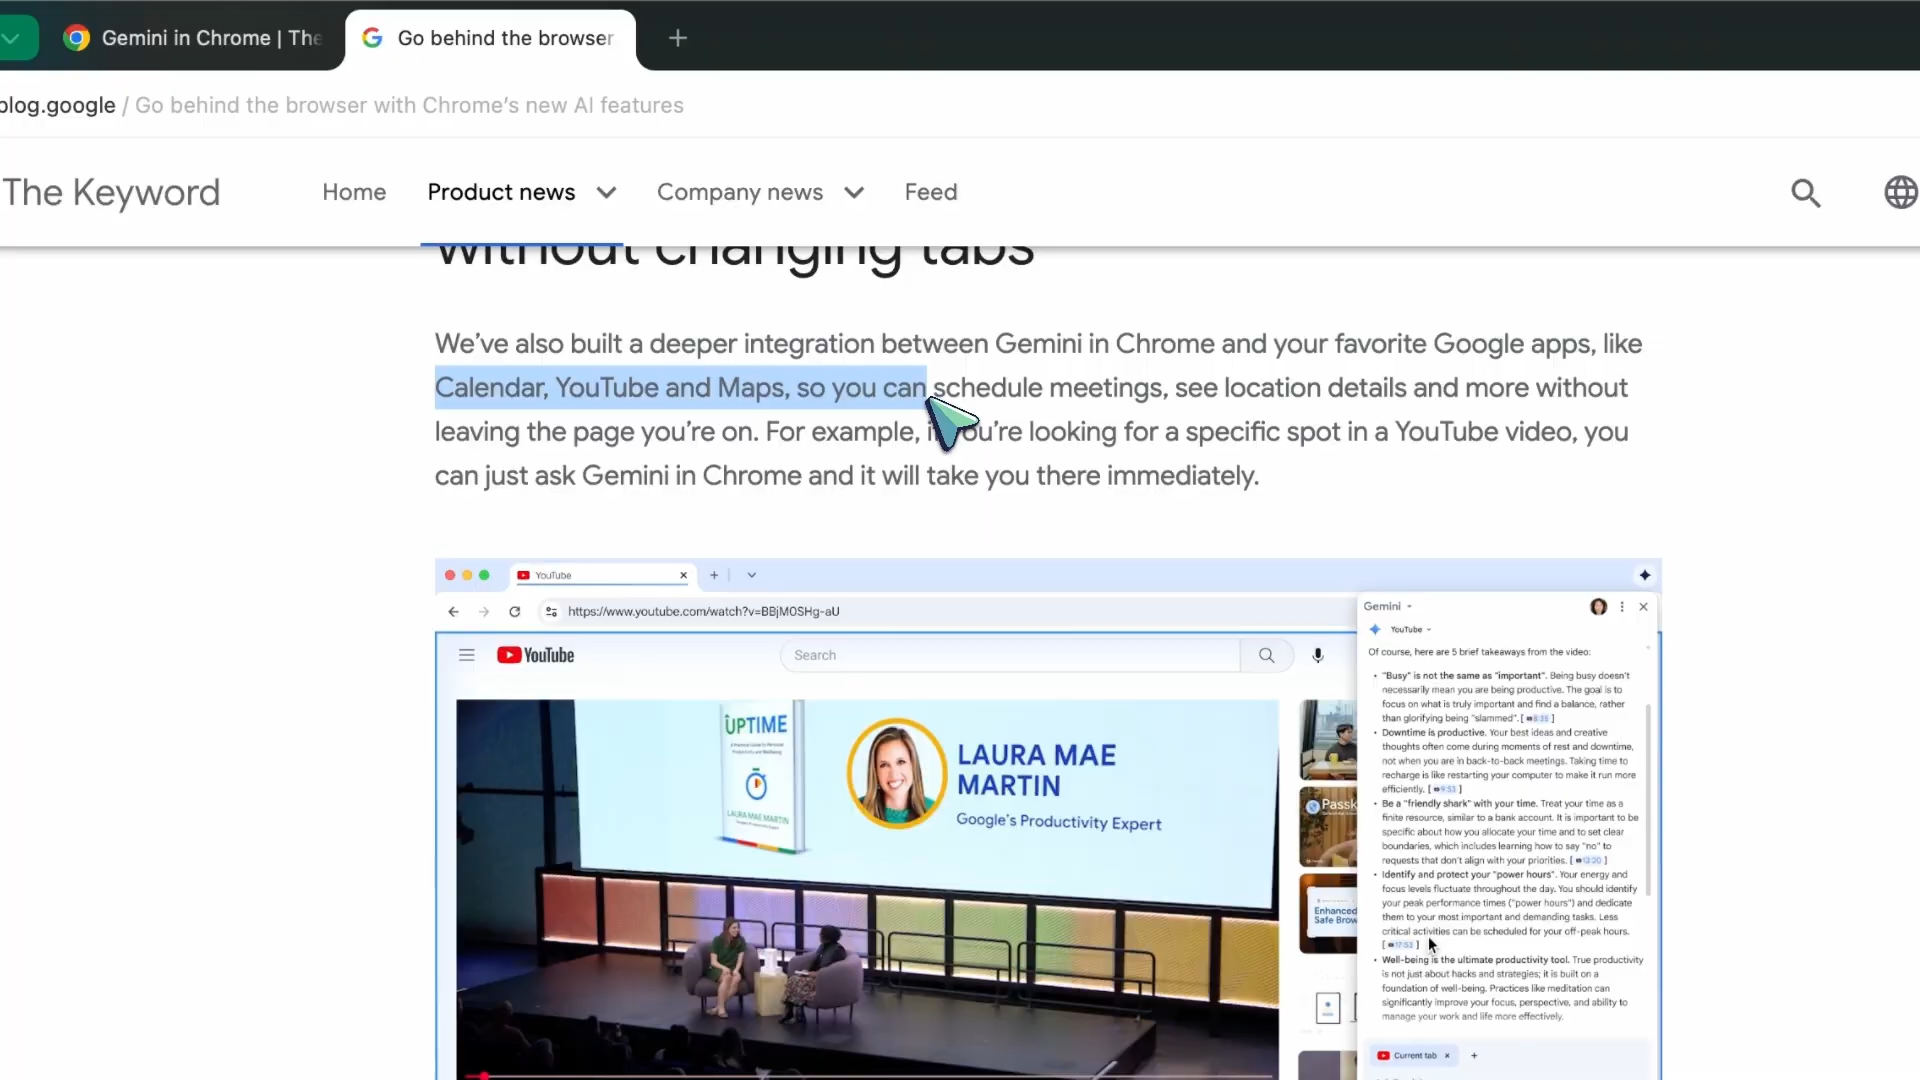 Gemini in Chrome | The
Go behind the browser
blog.google / Go behind the browser with Chrome's new AI features
The Keyword
Home
Product news
Company news
Feed
without changing tabs
We've also built a deeper integration between Gemini in Chrome and your favorite Google apps, like
Calendar, YouTube and Maps, so you can schedule meetings, see location details and more without
leaving the page you're on. For example, if you're looking for a specific spot in a YouTube video, you
can just ask Gemini in Chrome and it will take you there immediately.
YouTube
https://www.youtube.com/watch?v=BBjM0SHg-aU
YouTube
Search
UPTIME
LAURA MAE MARTIN
LAURA MAE
MARTIN
Google's Productivity Expert
Passk
Enhanced
Safe Brow
Gemini
YouTube
Of course, here are 5 brief takeaways from the video:
• "Busy" is not the same as "important". Being busy doesn't
necessarily mean you are being productive. The goal is to
focus on what is truly important and find a balance, rather
than glorifying being "slammed". [ 8:35 ]
• Downtime is productive. Your best ideas and creative
thoughts often come during moments of rest and downtime,
not when you are in back-to-back meetings. Taking time to
recharge is like restarting your computer to make it run more
efficiently. [ 9:53 ]
• Be a "friendly shark" with your time. Treat your time as a
finite resource, similar to a bank account. It is important to be
specific about how you allocate your time and to set clear
boundaries, which includes learning how to say "no" to
requests that don't align with your priorities. [ 13:20 ]
• Identify and protect your "power hours". Your energy and
focus levels fluctuate throughout the day. You should identify
your peak performance times ("power hours") and dedicate
them to your most important and demanding tasks. Less
critical activities can be scheduled for your off-peak hours.
[ 17:53 ]
• Well-being is the ultimate productivity tool. True productivity
is not just about hacks and strategies; it is built on a
foundation of well-being. Practices like meditation can
significantly improve your focus, perspective, and ability to
manage your work and life more effectively.
Current tab